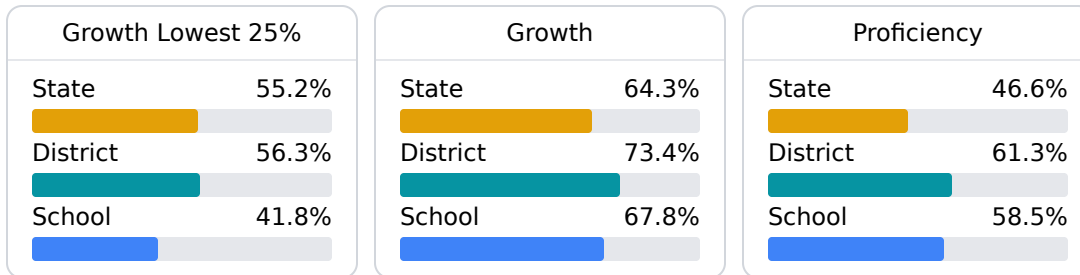 Growth Lowest 25%
State 55.2%
District 56.3%
School 41.8%
Growth
State 64.3%
District 73.4%
School 67.8%
Proficiency
State 46.6%
District 61.3%
School 58.5%